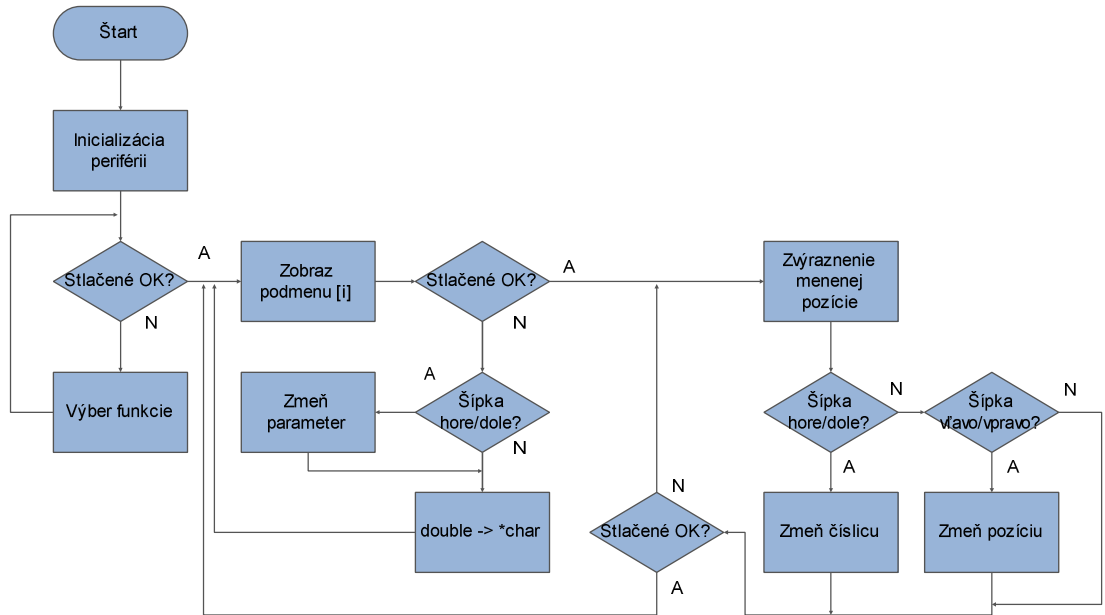 Štart
Inicializácia
periférii
Stlačené OK?
A
N
Výber funkcie
Zobraz
podmenu [i]
Stlačené OK?
A
N
Šípka
hore/dole?
A
N
Zmeň
parameter
double -> *char
Zvýraznenie
menenej
pozície
Šípka
hore/dole?
N
A
Šípka
vľavo/vpravo?
N
A
Zmeň číslicu
Zmeň pozíciu
Stlačené OK?
N
A